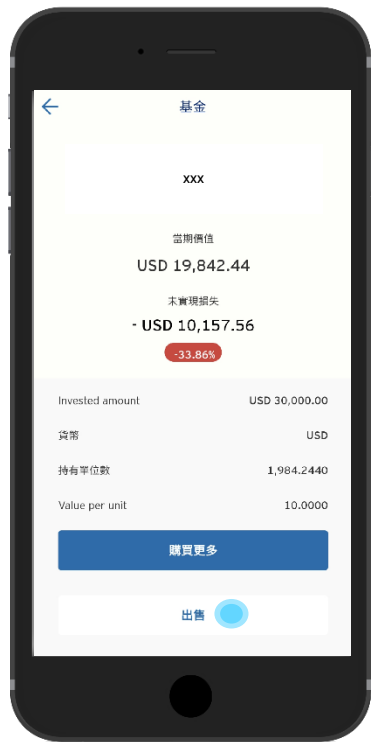 基金
xxx
當期價值
USD 19,842.44
未實現損失
- USD 10,157.56
-33.86%
Invested amount USD 30,000.00
貨幣 USD
持有單位數 1,984.2440
Value per unit 10.0000
購買更多
出售